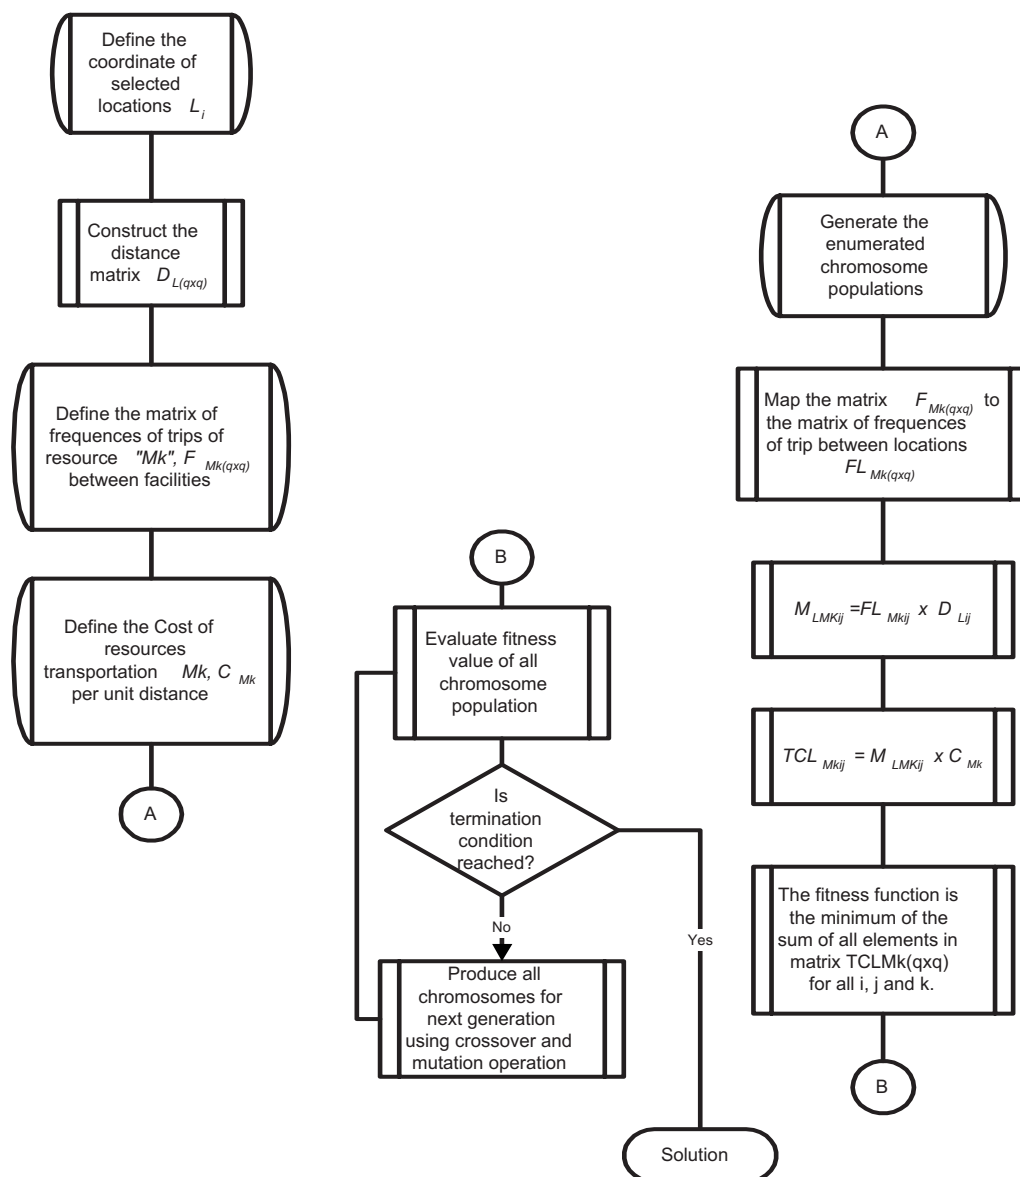 Define the
coordinate of
selected
locations L i
Construct the
distance
matrix D L(qxq)
Define the matrix of
frequences of trips of
resource "Mk", F Mk(qxq)
between facilities
Define the Cost of
resources
transportation Mk, C Mk
per unit distance
A
A
Generate the
enumerated
chromosome
populations
Map the matrix F Mk(qxq) to
the matrix of frequences
of trip between locations
FL Mk(qxq)
M LMKij =FL Mkij x D Lij
TCL Mkij = M LMKij x C Mk
The fitness function is
the minimum of the
sum of all elements in
matrix TCLMk(qxq)
for all i, j and k.
B
B
Evaluate fitness
value of all
chromosome
population
Is
termination
condition
reached?
No
Yes
Produce all
chromosomes for
next generation
using crossover and
mutation operation
Solution